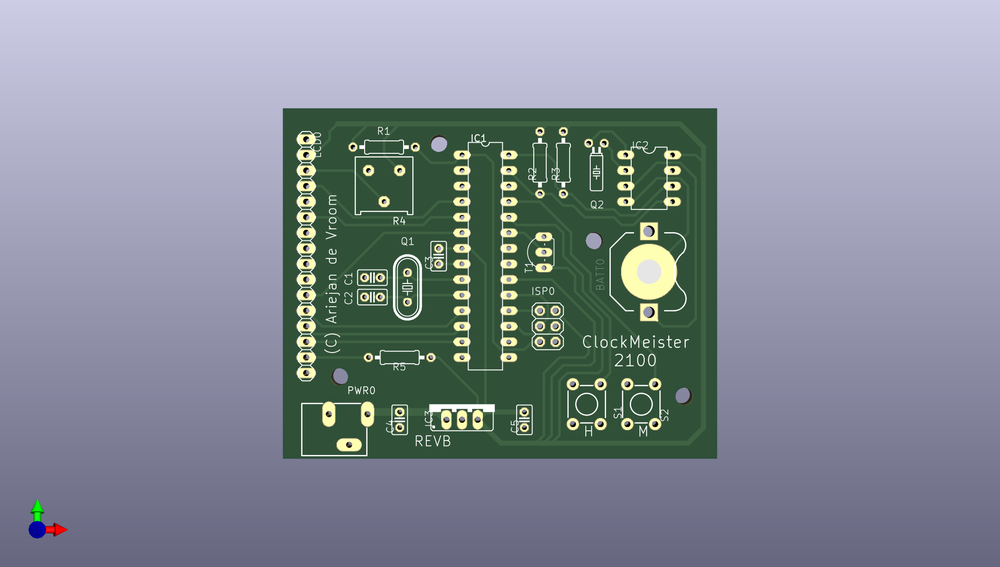 LCD0
R1
IC1
IC2
R2
R3
Q2
R4
(C) Ariejan de Vroom
Q1
C3
T1
BATT0
C1
C2
ISP0
ClockMeister
2100
R5
PWR0
C4
IC3
C5
S1
S2
H
M
REVB